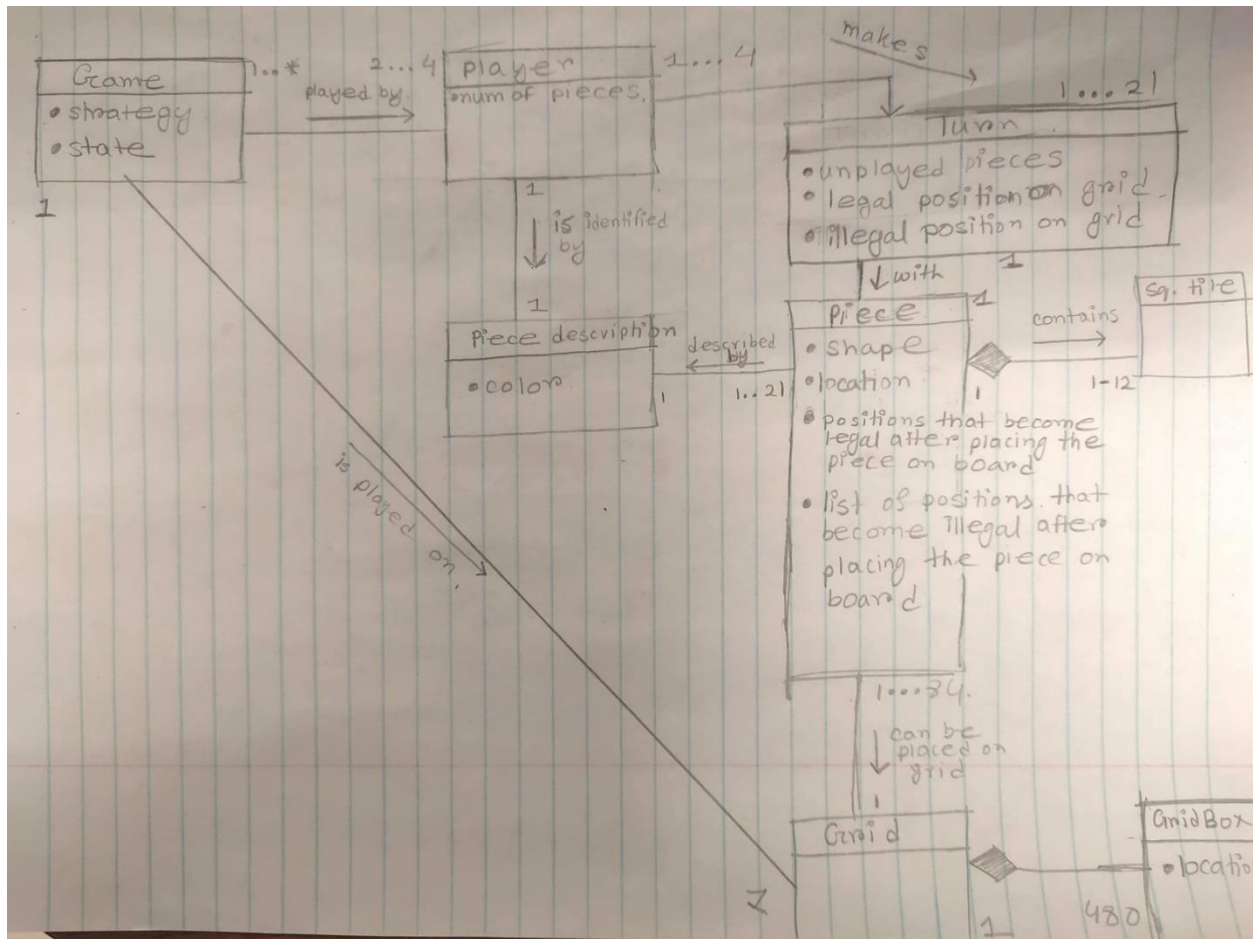 Game
• strategy
• state
1
1..*
played by.
2...4
player
•num of pieces.
1...4
makes
1...21
Turn
•unplayed pieces
• legal position on grid.
• illegal position on grid
1
with
1
is identified
by
1
Piece description
• color
1
described
by
1..21
1
Piece
• shape
• location
• positions that become
legal after placing the
piece on board
• list of positions that
become illegal after
placing the piece on
board
1
contains
1-12
Sq. tile
is played on.
1
1...84.
can be
placed on
grid
1
Grid
1
480
GridBox
• locatio